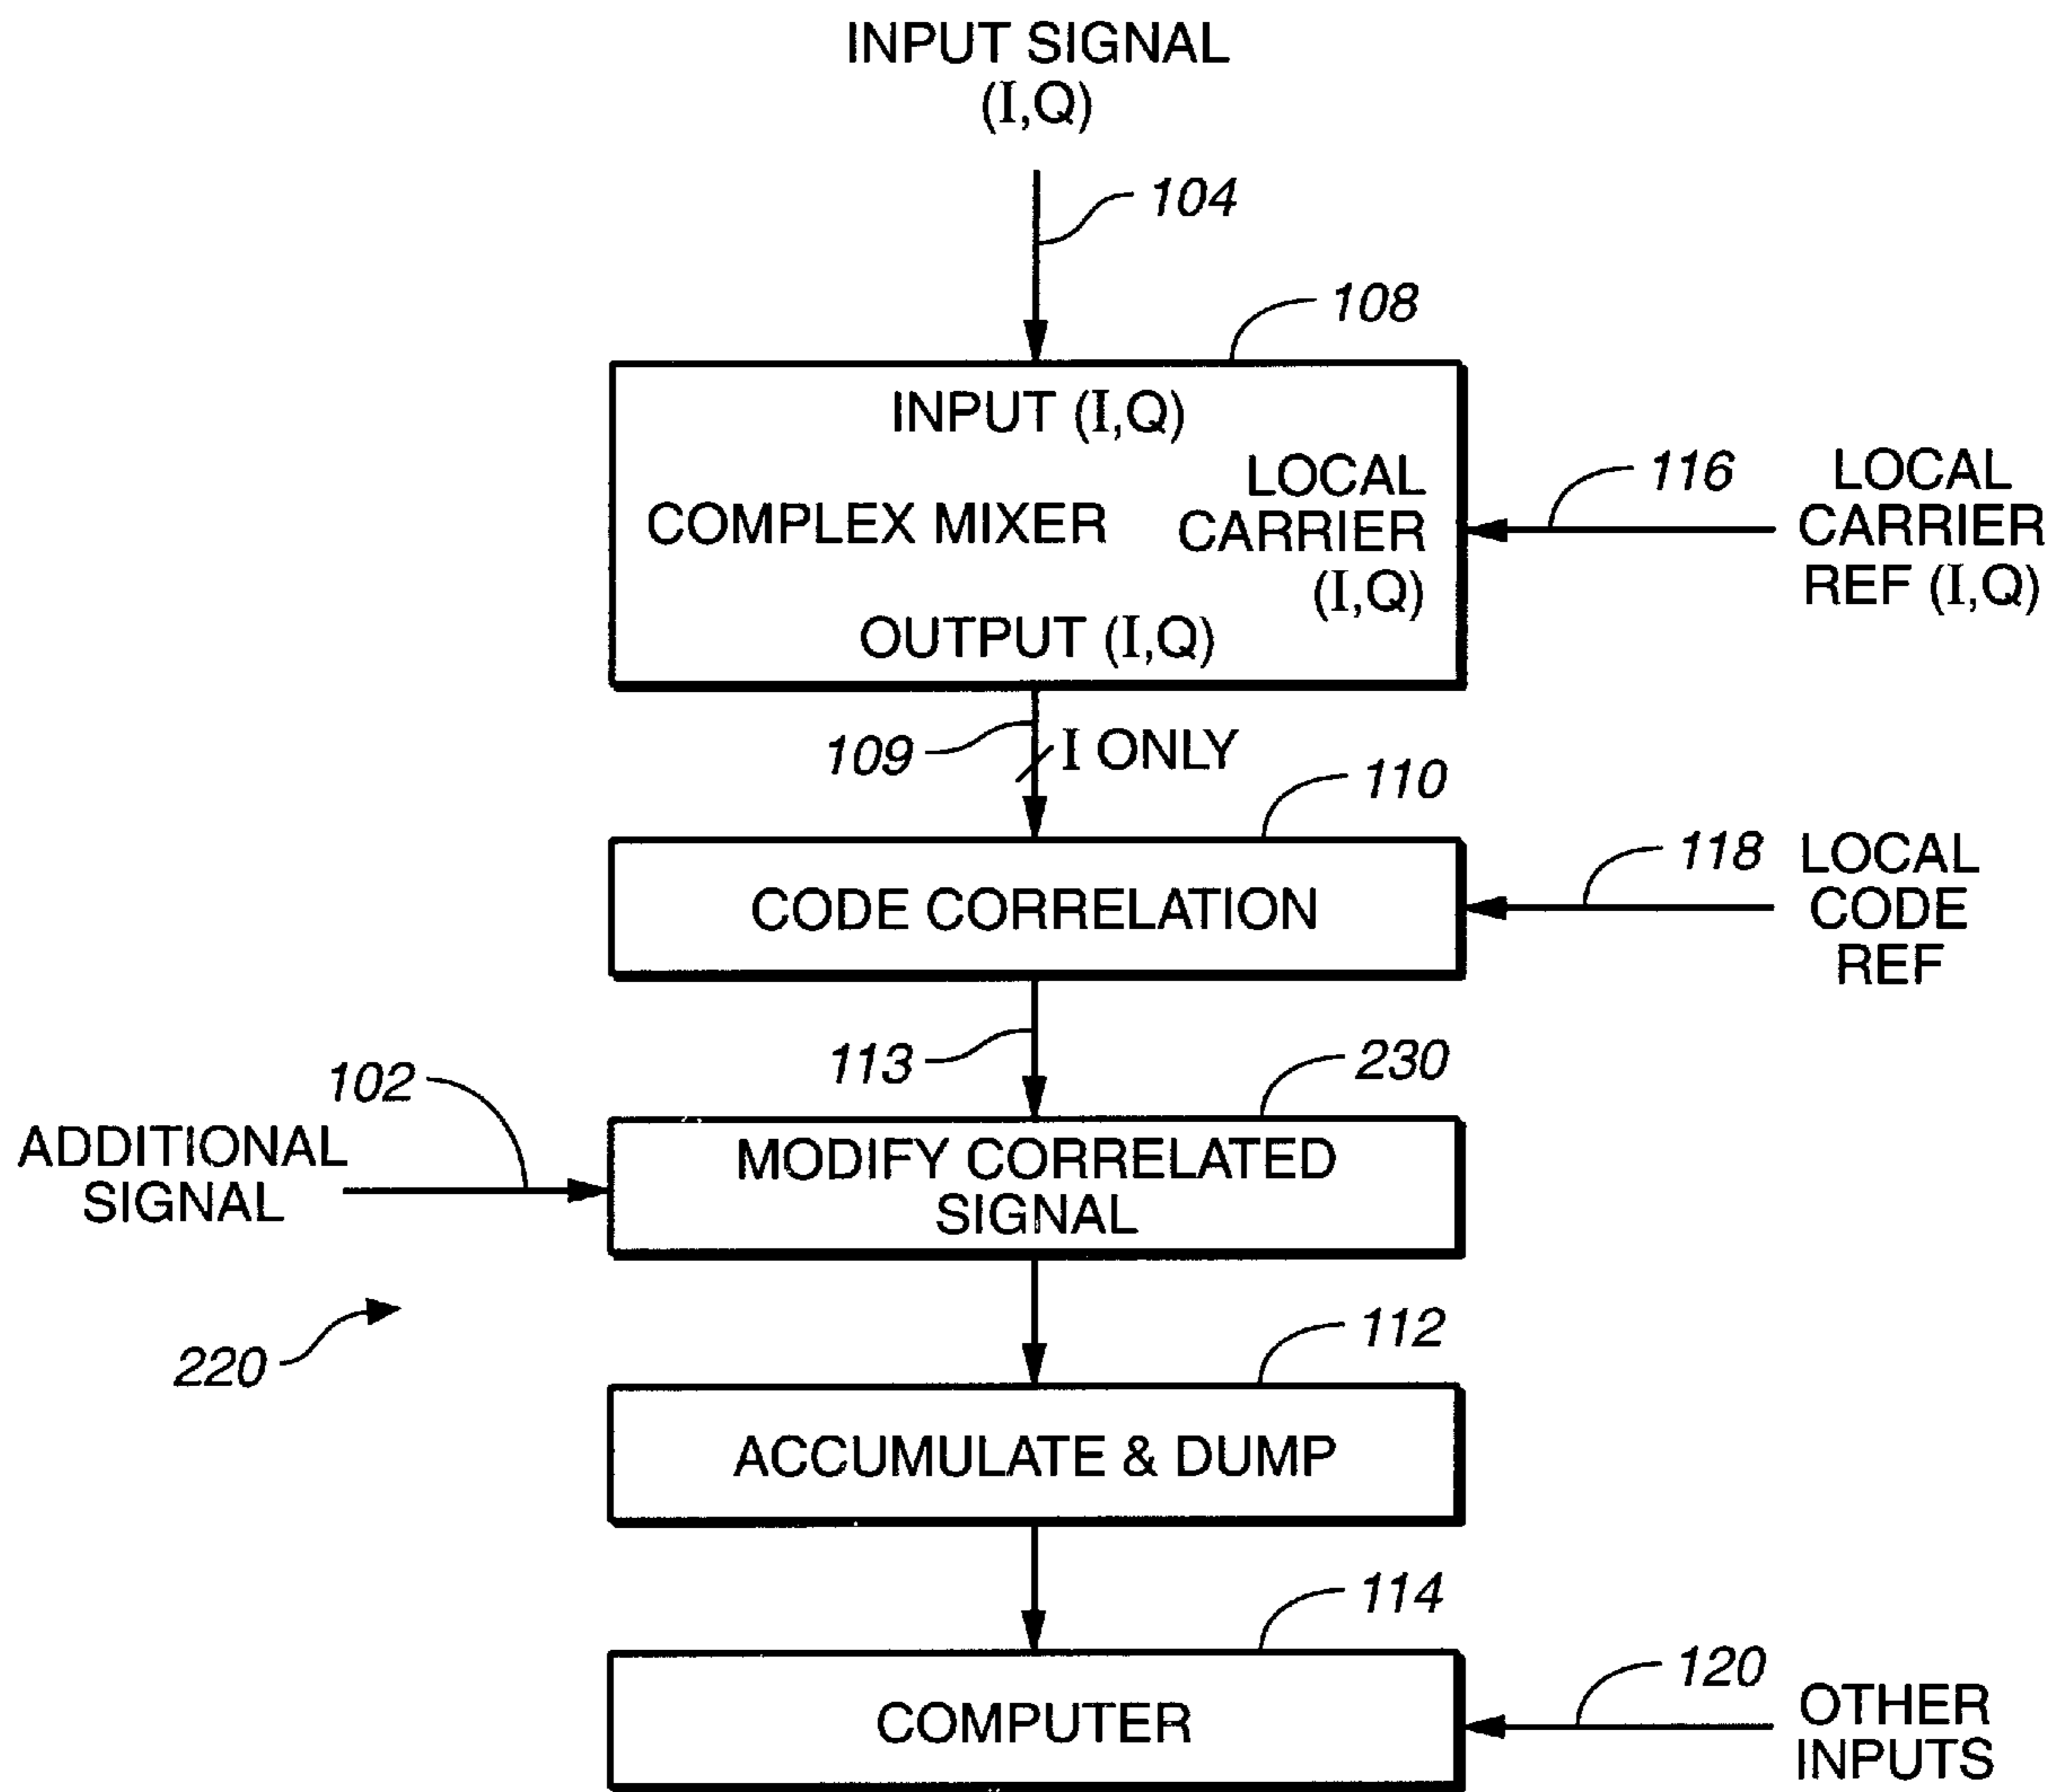 INPUT SIGNAL
(I,Q)
104
108
INPUT (I,Q)
COMPLEX MIXER
LOCAL
CARRIER
(I,Q)
OUTPUT (I,Q)
116
LOCAL
CARRIER
REF (I,Q)
109
I ONLY
110
CODE CORRELATION
118
LOCAL
CODE
REF
113
230
102
ADDITIONAL
SIGNAL
MODIFY CORRELATED
SIGNAL
220
112
ACCUMULATE & DUMP
114
COMPUTER
120
OTHER
INPUTS